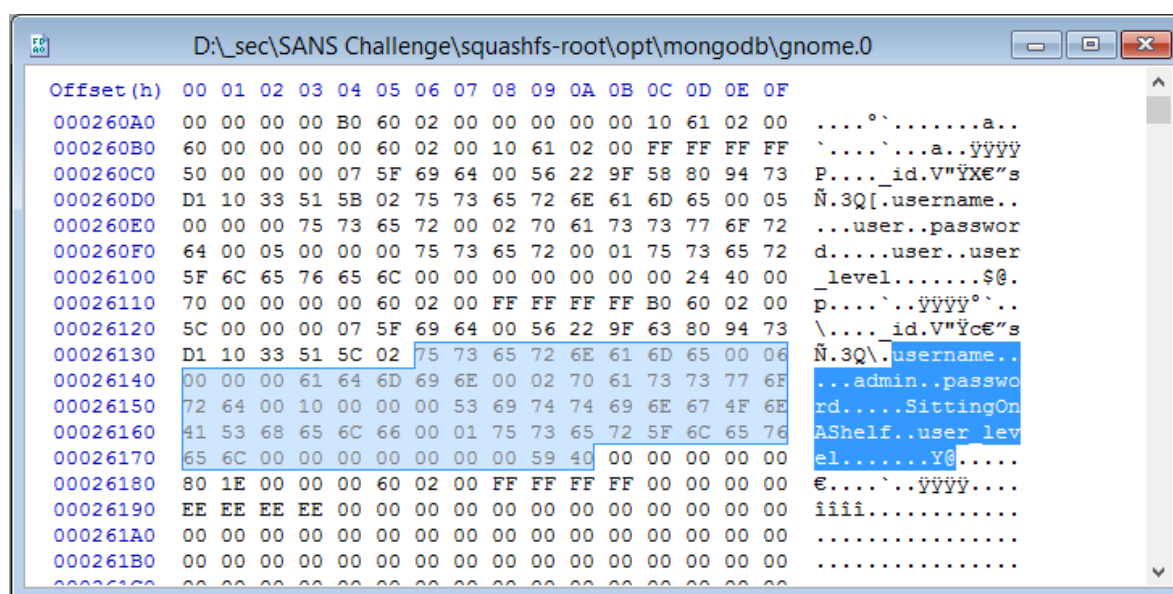 D:\_sec\SANS Challenge\squashfs-root\opt\mongodb\gnome.0
Offset(h) 00 01 02 03 04 05 06 07 08 09 0A 0B 0C 0D 0E 0F
000260A0 00 00 00 00 B0 60 02 00 00 00 00 00 10 61 02 00 ....°`.......a..
000260B0 60 00 00 00 00 60 02 00 10 61 02 00 FF FF FF FF `....`...a..ÿÿÿÿ
000260C0 50 00 00 00 07 5F 69 64 00 56 22 9F 58 80 94 73 P...._id.V"ŸX€”s
000260D0 D1 10 33 51 5B 02 75 73 65 72 6E 61 6D 65 00 05 Ñ.3Q[.username..
000260E0 00 00 00 75 73 65 72 00 02 70 61 73 73 77 6F 72 ...user..passwor
000260F0 64 00 05 00 00 00 75 73 65 72 00 01 75 73 65 72 d.....user..user
00026100 5F 6C 65 76 65 6C 00 00 00 00 00 00 00 24 40 00 _level.......$@.
00026110 70 00 00 00 00 60 02 00 FF FF FF FF B0 60 02 00 p....`..ÿÿÿÿ°`..
00026120 5C 00 00 00 07 5F 69 64 00 56 22 9F 63 80 94 73 \...._id.V"Ÿc€”s
00026130 D1 10 33 51 5C 02 75 73 65 72 6E 61 6D 65 00 06 Ñ.3Q\.username..
00026140 00 00 00 61 64 6D 69 6E 00 02 70 61 73 73 77 6F ...admin..passwo
00026150 72 64 00 10 00 00 00 53 69 74 74 69 6E 67 4F 6E rd.....SittingOn
00026160 41 53 68 65 6C 66 00 01 75 73 65 72 5F 6C 65 76 AShelf..user_lev
00026170 65 6C 00 00 00 00 00 00 00 59 40 00 00 00 00 00 el.......Y@.....
00026180 80 1E 00 00 00 60 02 00 FF FF FF FF 00 00 00 00 €....`..ÿÿÿÿ....
00026190 EE EE EE EE 00 00 00 00 00 00 00 00 00 00 00 00 îîîî............
000261A0 00 00 00 00 00 00 00 00 00 00 00 00 00 00 00 00 ................
000261B0 00 00 00 00 00 00 00 00 00 00 00 00 00 00 00 00 ................